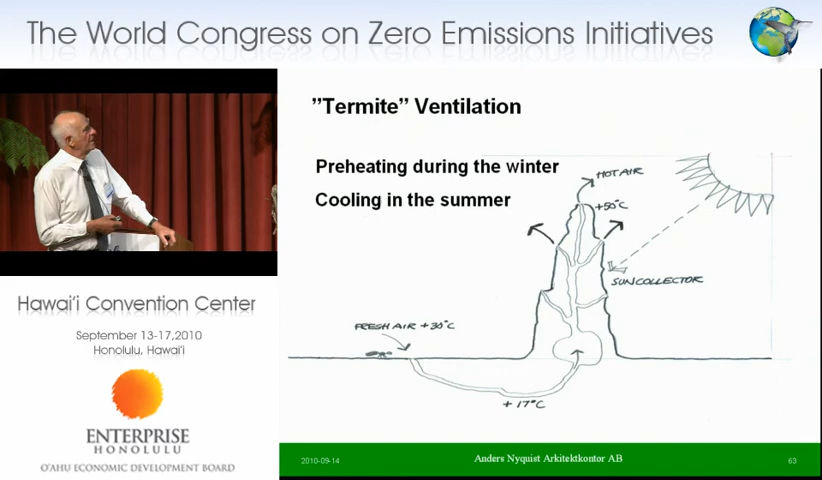 The World Congress on Zero Emissions Initiatives
”Termite” Ventilation
Preheating during the winter
Cooling in the summer
HOT AIR
+50°C
SUNCOLLECTOR
FRESH AIR +30°C
+17°C
Hawai‘i Convention Center
September 13-17,2010
Honolulu, Hawai‘i
ENTERPRISE
HONOLULU
O‘AHU ECONOMIC DEVELOPMENT BOARD
2010-09-14
Anders Nyquist Arkitektkontor AB
63